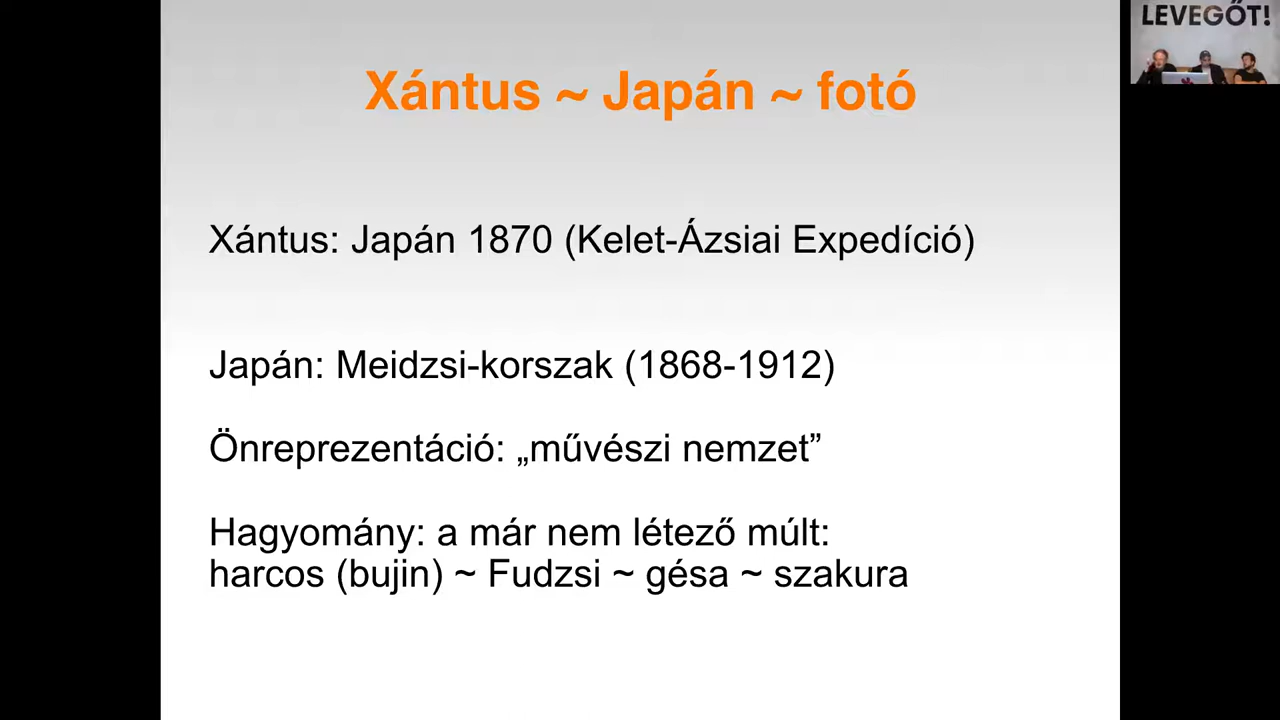 LEVEGŐT!
Xántus ~ Japán ~ fotó
Xántus: Japán 1870 (Kelet-Ázsiai Expedíció)
Japán: Meidzsi-korszak (1868-1912)
Önreprezentáció: „művészi nemzet”
Hagyomány: a már nem létező múlt:
harcos (bujin) ~ Fudzsi ~ gésa ~ szakura